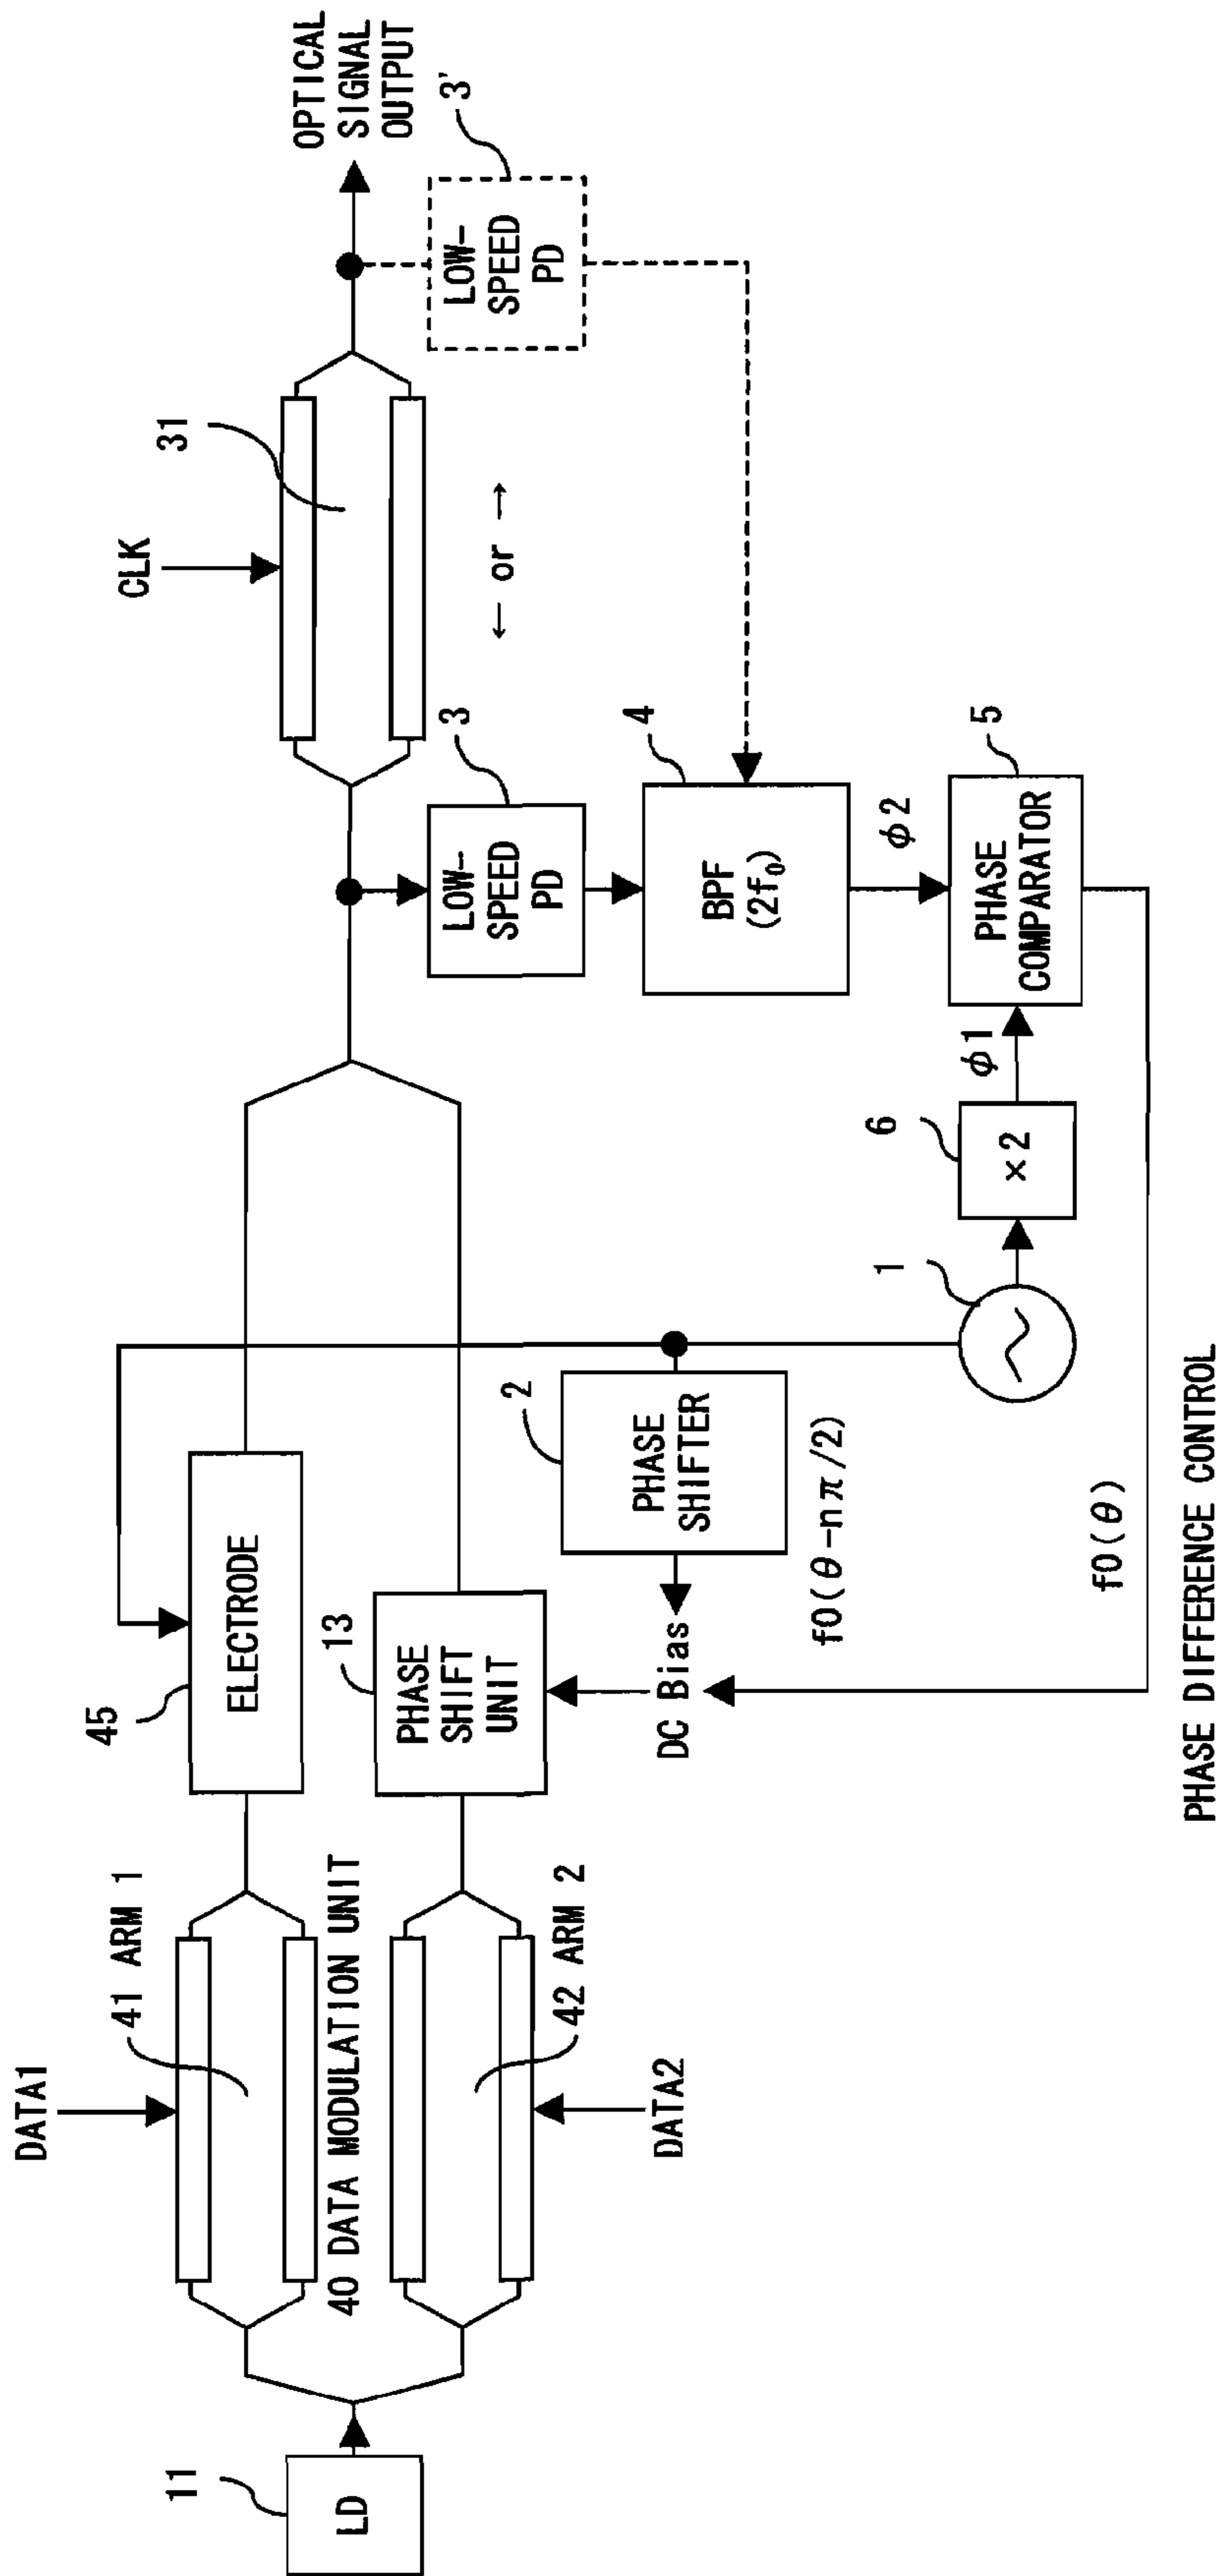 DATA1
41 ARM 1
45
ELECTRODE
CLK
31
OPTICAL
SIGNAL
OUTPUT
11
LD
40 DATA MODULATION UNIT
13
PHASE
SHIFT
UNIT
← or →
3'
LOW-
SPEED
PD
42 ARM 2
DATA2
DC Bias
2
PHASE
SHIFTER
f0(θ-nπ/2)
3
LOW-
SPEED
PD
4
BPF
(2f₀)
φ2
1
6
×2
φ1
5
PHASE
COMPARATOR
f0(θ)
PHASE DIFFERENCE CONTROL